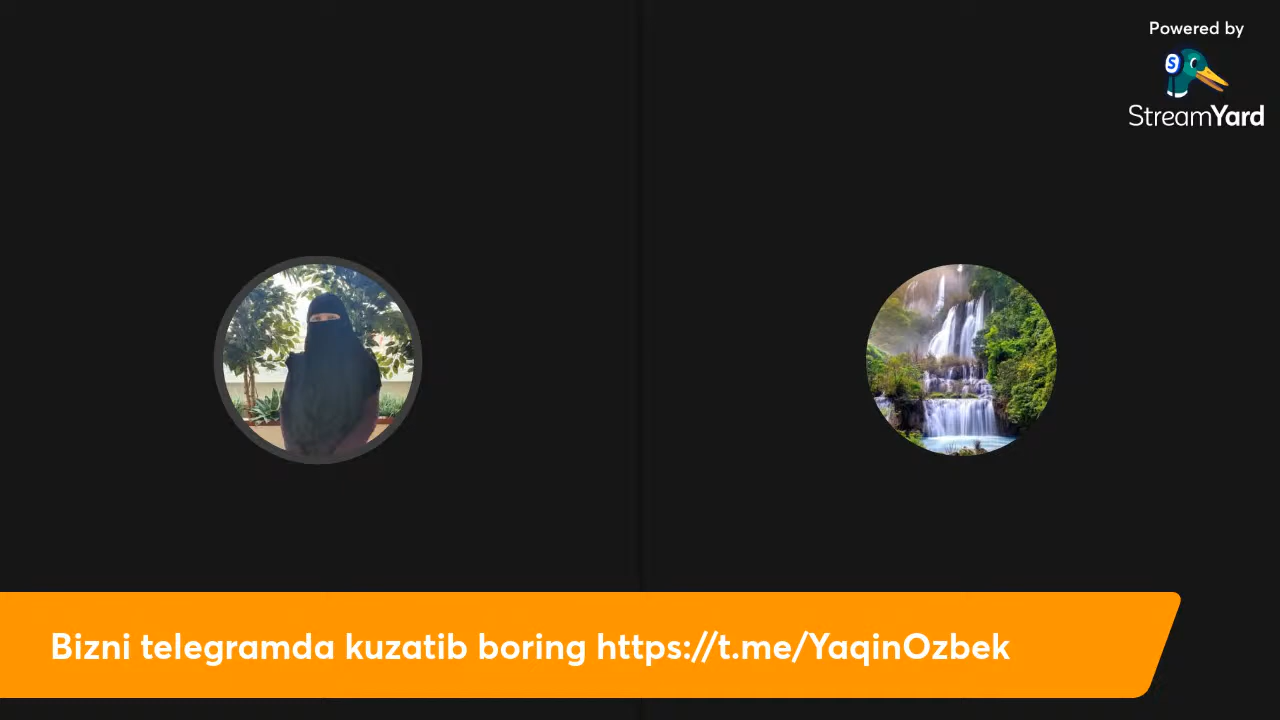 Powered by
S
StreamYard
Bizni telegramda kuzatib boring https://t.me/YaqinOzbek